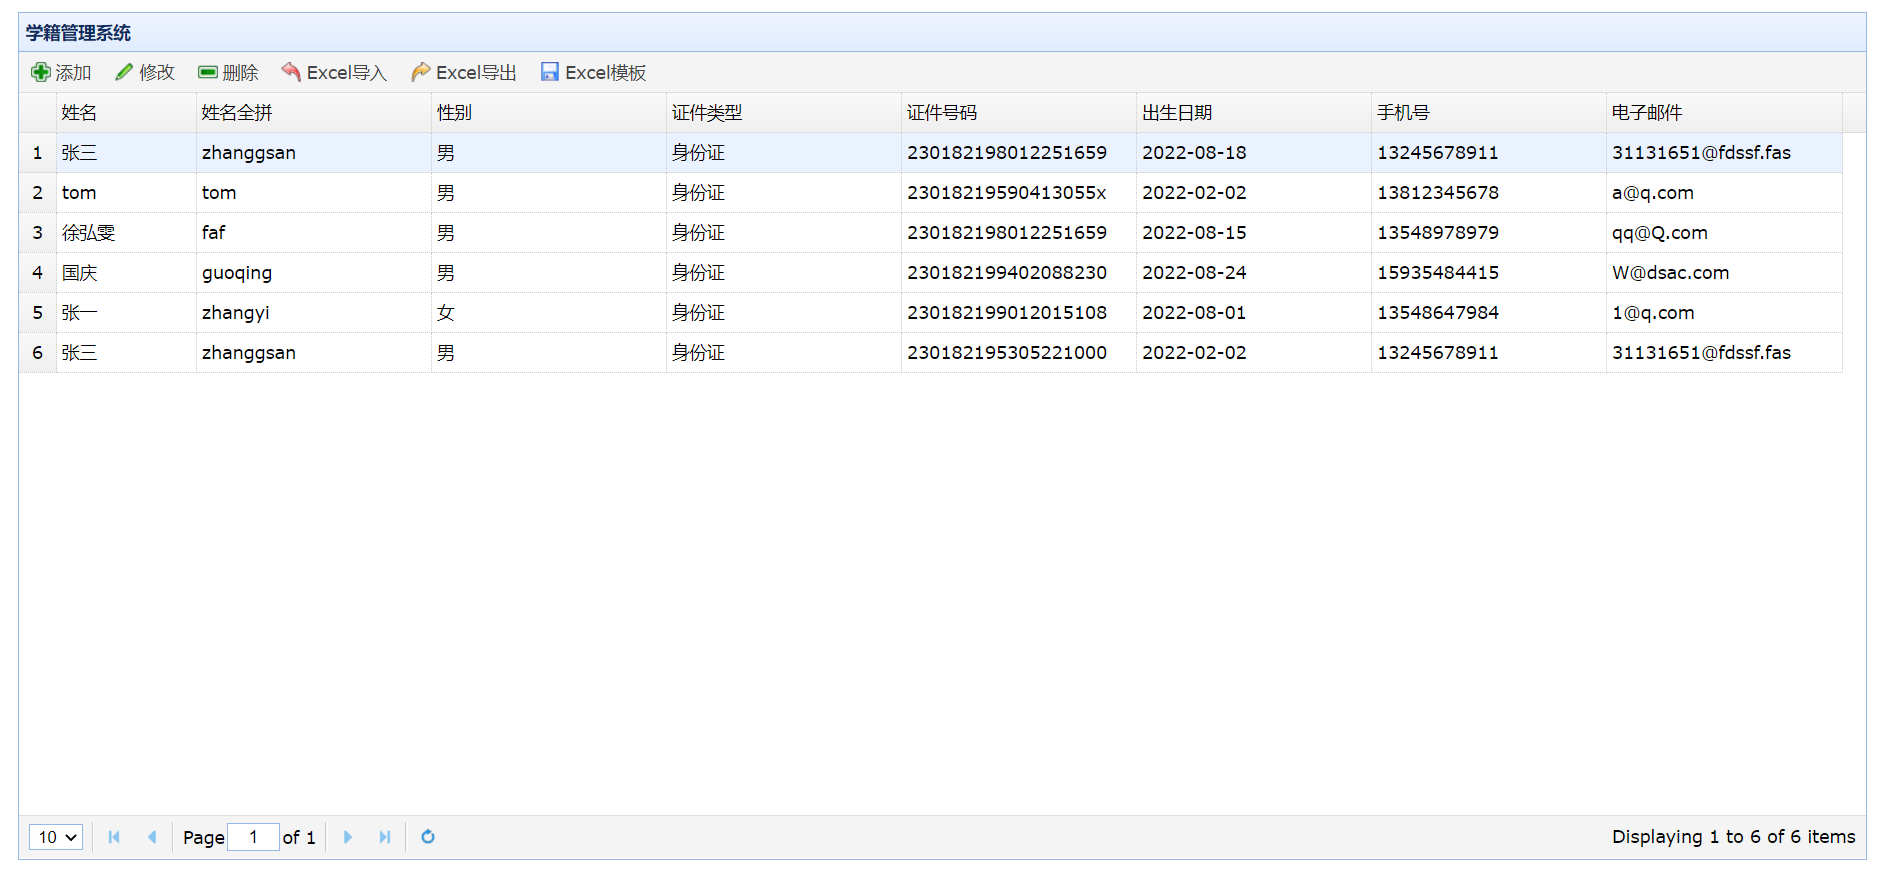 学籍管理系统
添加 修改 删除 Excel导入 Excel导出 Excel模板
姓名 姓名全拼 性别 证件类型 证件号码 出生日期 手机号 电子邮件
1 张三 zhanggsan 男 身份证 230182198012251659 2022-08-18 13245678911 31131651@fdssf.fas
2 tom tom 男 身份证 23018219590413055x 2022-02-02 13812345678 a@q.com
3 徐弘雯 faf 男 身份证 230182198012251659 2022-08-15 13548978979 qq@Q.com
4 国庆 guoqing 男 身份证 230182199402088230 2022-08-24 15935484415 W@dsac.com
5 张一 zhangyi 女 身份证 230182199012015108 2022-08-01 13548647984 1@q.com
6 张三 zhanggsan 男 身份证 230182195305221000 2022-02-02 13245678911 31131651@fdssf.fas
10 Page 1 of 1 Displaying 1 to 6 of 6 items